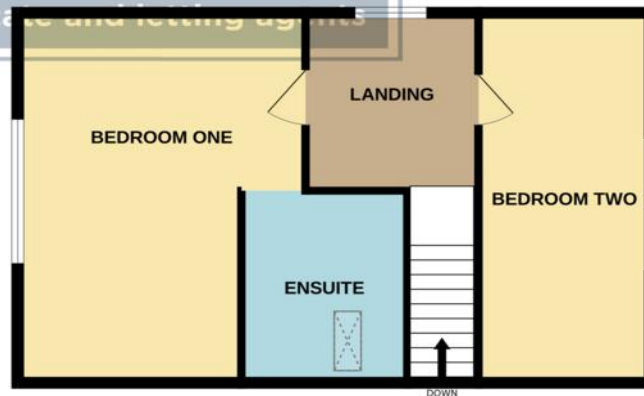 ate and letting agents
LANDING
BEDROOM ONE
BEDROOM TWO
ENSUITE
DOWN